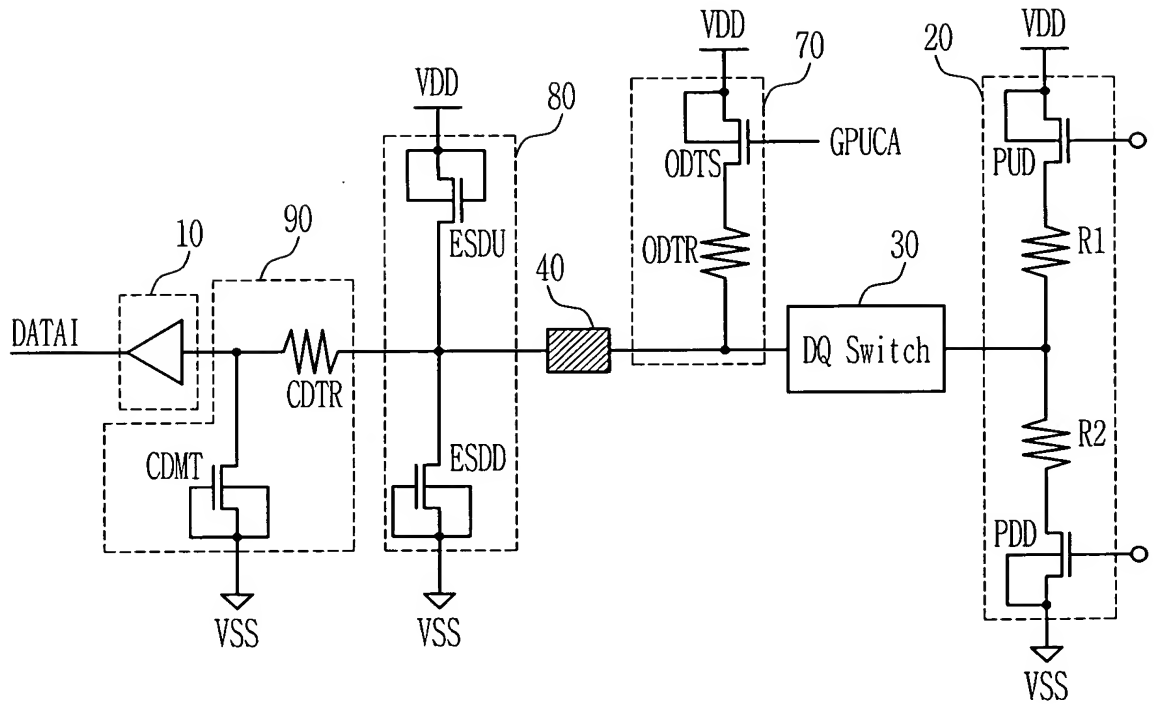 VDD
VDD
20
70
VDD
80
GPUCA
ODTS
PUD
ESDU
90
10
ODTR
R1
40
30
DATAI
DQ Switch
CDTR
R2
ESDD
CDMT
PDD
VSS
VSS
VSS